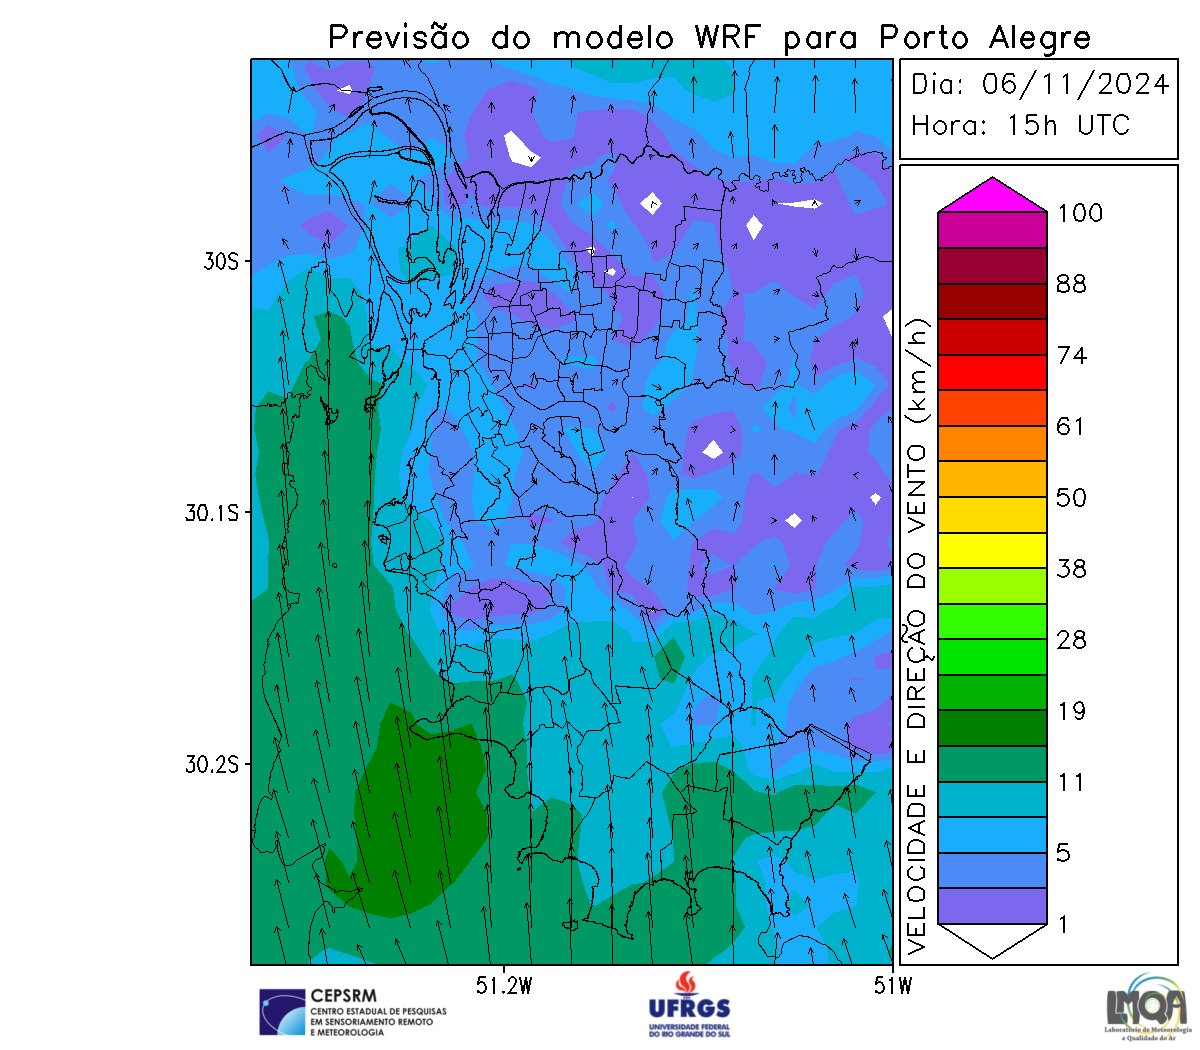 Previsão do modelo WRF para Porto Alegre
Dia: 06/11/2024
Hora: 15h UTC
30S
30.1S
30.2S
51.2W
51W
VELOCIDADE E DIREÇÃO DO VENTO (km/h)
100
88
74
61
50
38
28
19
11
5
1
CEPSRM
CENTRO ESTADUAL DE PESQUISAS
EM SENSORIAMENTO REMOTO
E METEOROLOGIA
UFRGS
UNIVERSIDADE FEDERAL
DO RIO GRANDE DO SUL
LMQA
Laboratório de Meteorologia
e Qualidade do Ar